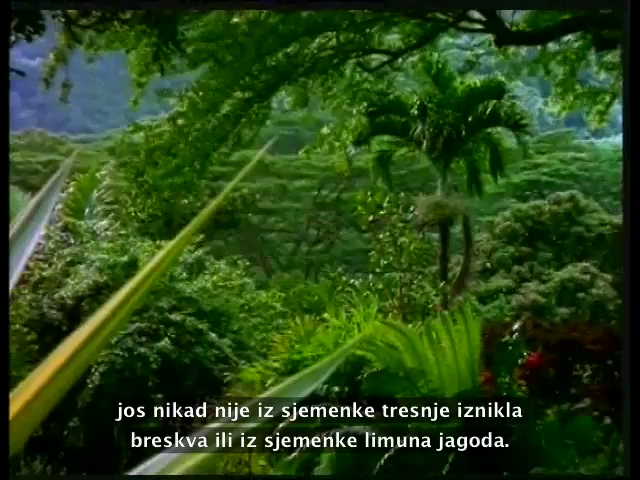 jos nikad nije iz sjemenke tresnje iznikla
breskva ili iz sjemenke limuna jagoda.